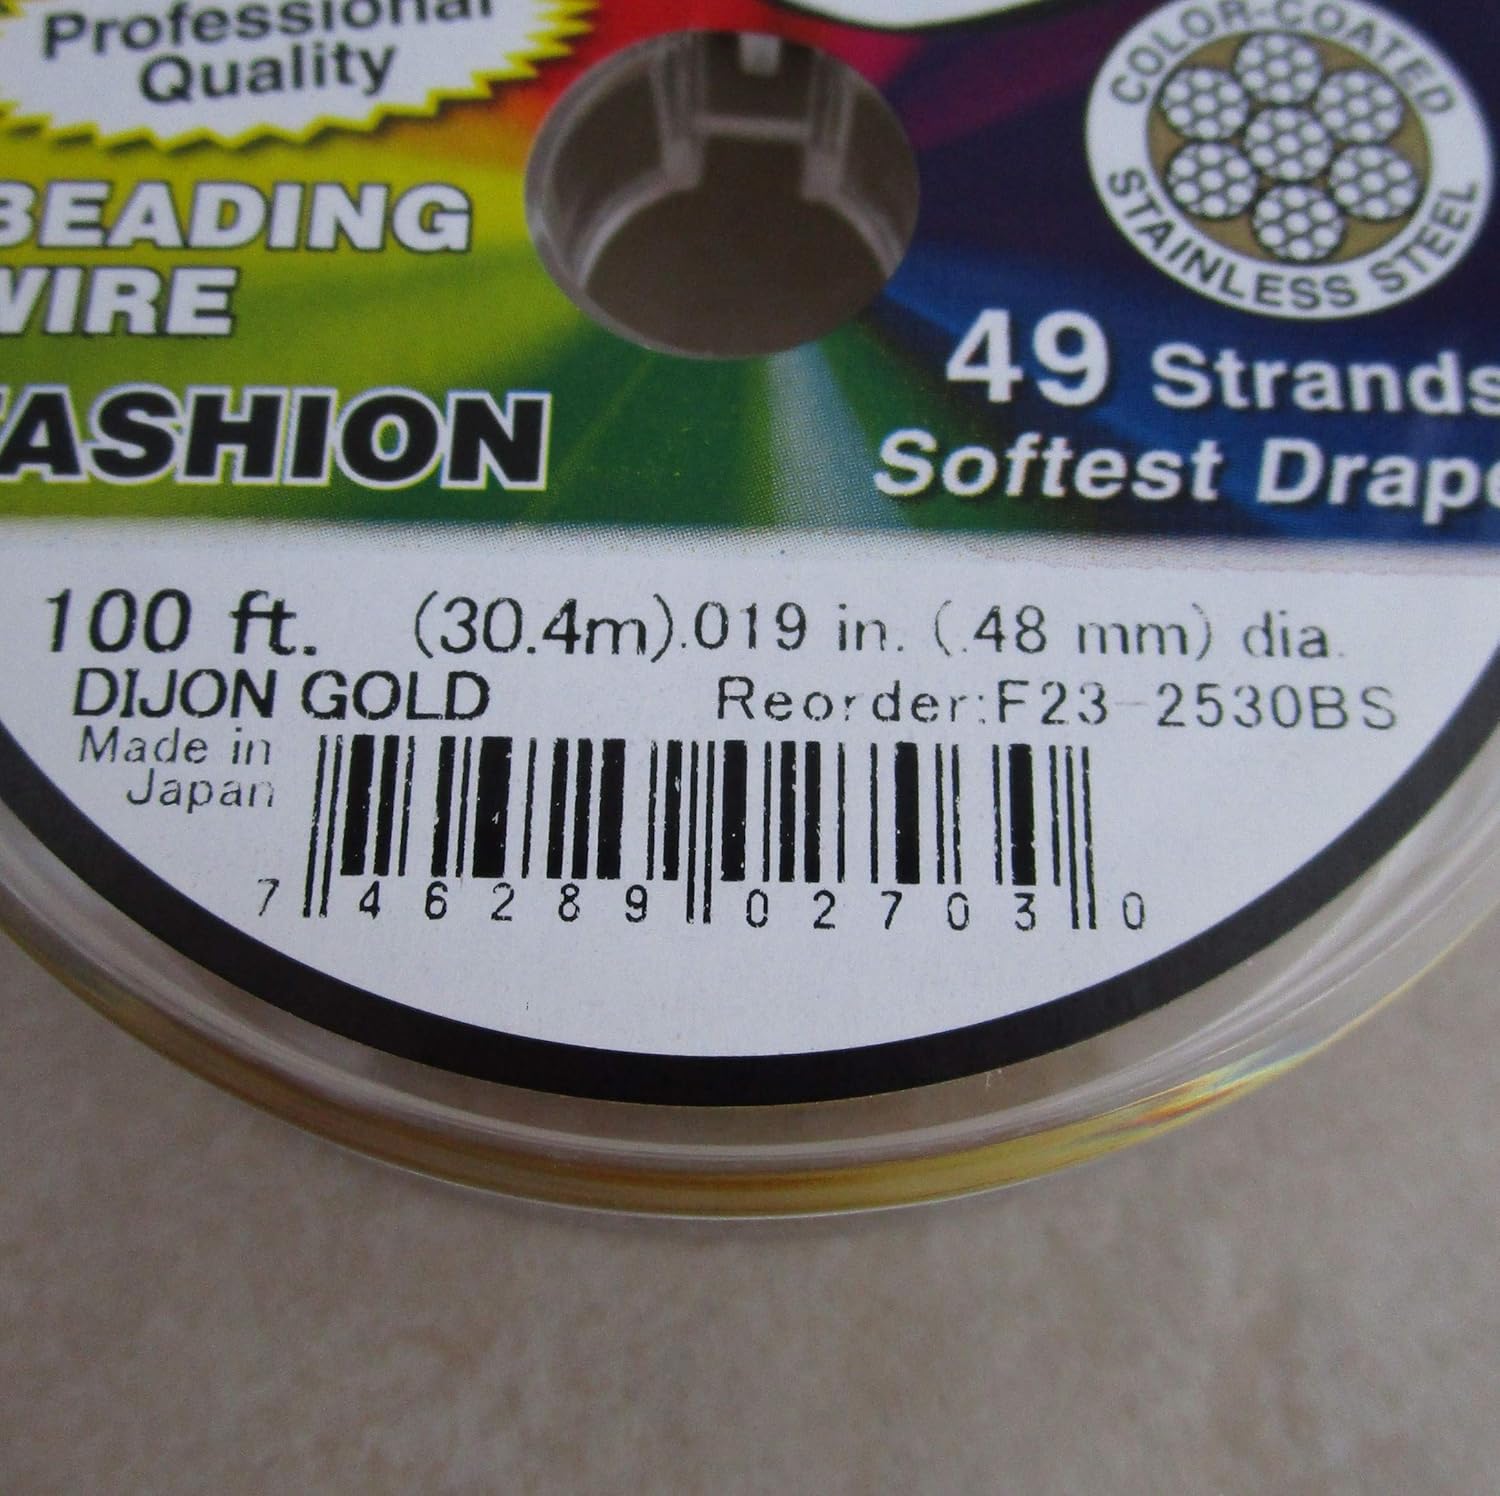 Professional
Quality
COLOR-COATED
STAINLESS STEEL
BEADING
WIRE
FASHION
49 Strands
Softest Drape
100 ft. (30.4m).019 in. (.48 mm) dia.
DIJON GOLD Reorder:F23-2530BS
Made in
Japan
7 46289 02703 0